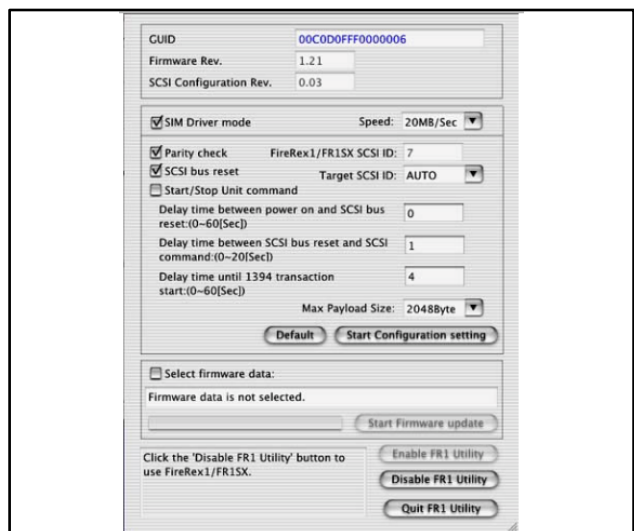 GUID 00C0D0FFF0000006
Firmware Rev. 1.21
SCSI Configuration Rev. 0.03
SIM Driver mode Speed: 20MB/Sec
Parity check FireRex1/FR1SX SCSI ID: 7
SCSI bus reset Target SCSI ID: AUTO
Start/Stop Unit command
Delay time between power on and SCSI bus
reset:(0~60[Sec]) 0
Delay time between SCSI bus reset and SCSI
command:(0~20[Sec]) 1
Delay time until 1394 transaction
start:(0~60[Sec]) 4
Max Payload Size: 2048Byte
Default Start Configuration setting
Select firmware data:
Firmware data is not selected.
Start Firmware update
Click the 'Disable FR1 Utility' button to
use FireRex1/FR1SX.
Enable FR1 Utility
Disable FR1 Utility
Quit FR1 Utility